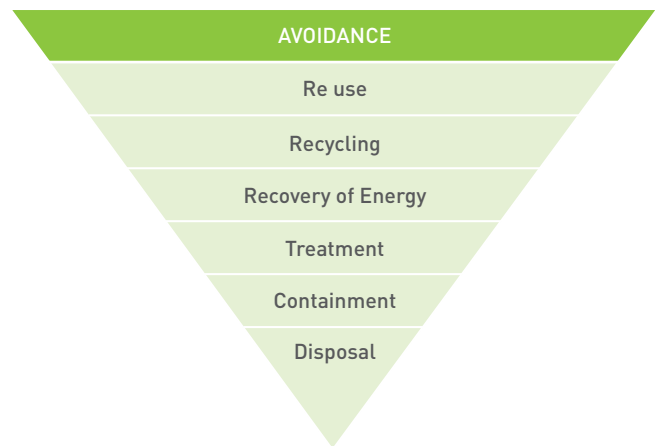 AVOIDANCE
Re use
Recycling
Recovery of Energy
Treatment
Containment
Disposal